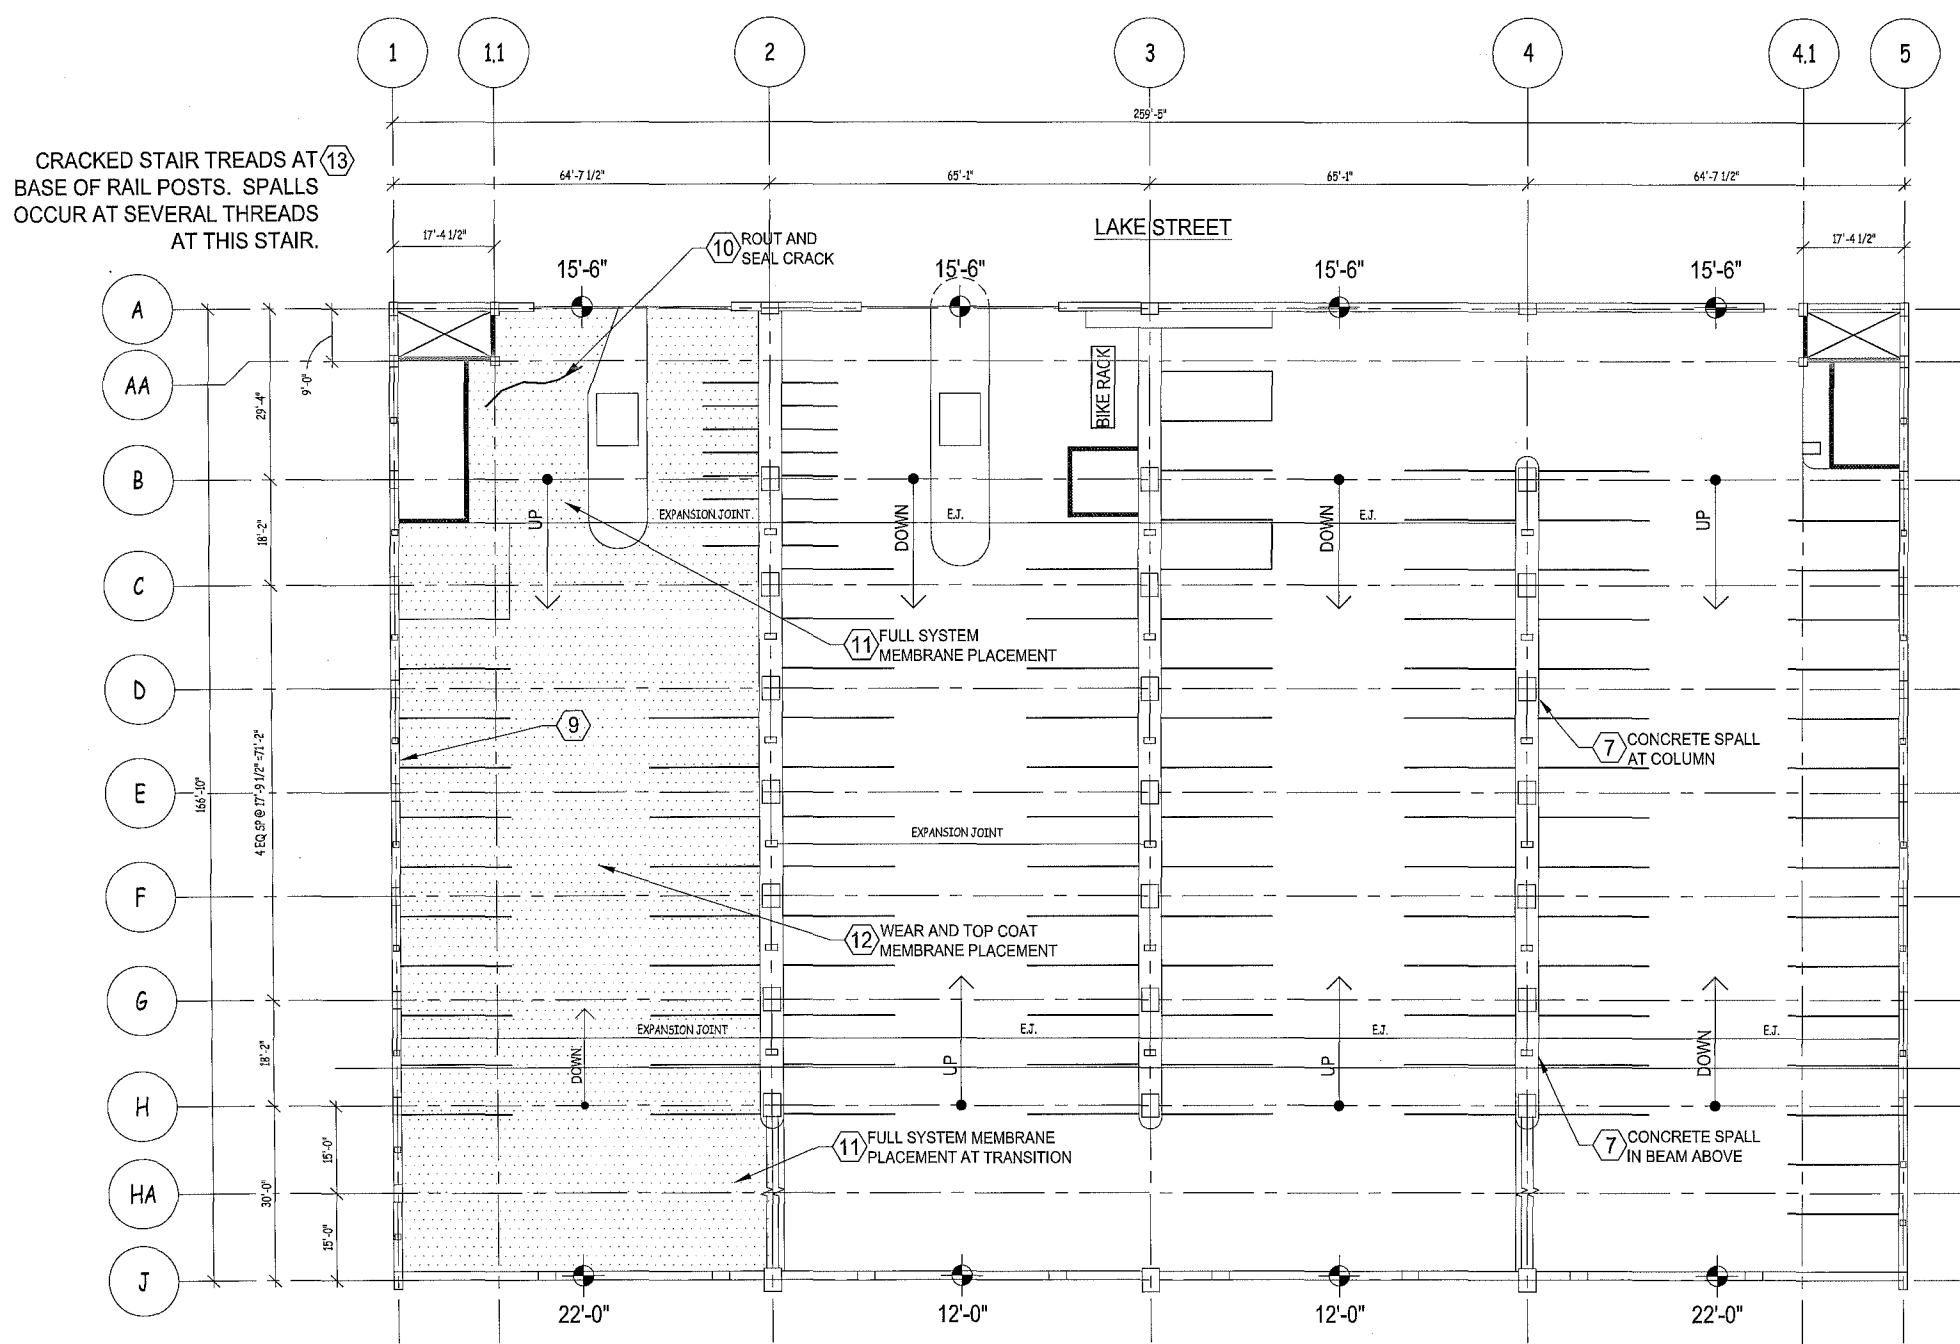 1
1.1
2
3
4
4.1
5
259'-5"
CRACKED STAIR TREADS AT 13
BASE OF RAIL POSTS. SPALLS
OCCUR AT SEVERAL THREADS
AT THIS STAIR.
64'-7 1/2"
65'-1"
65'-1"
64'-7 1/2"
LAKE STREET
17'-4 1/2"
17'-4 1/2"
10 ROUT AND
SEAL CRACK
15'-6"
15'-6"
15'-6"
15'-6"
A
AA
9'-0"
29'-4"
BIKE RACK
B
EXPANSION JOINT
E.J.
E.J.
UP
DOWN
DOWN
UP
18'-2"
C
11 FULL SYSTEM
MEMBRANE PLACEMENT
D
9
7 CONCRETE SPALL
AT COLUMN
E
166'-10"
4 EQ SP @ 17'-9 1/2" =71'-2"
EXPANSION JOINT
F
12 WEAR AND TOP COAT
MEMBRANE PLACEMENT
G
EXPANSION JOINT
E.J.
E.J.
E.J.
18'-2"
DOWN
UP
UP
DOWN
H
11 FULL SYSTEM MEMBRANE
PLACEMENT AT TRANSITION
7 CONCRETE SPALL
IN BEAM ABOVE
15'-0"
HA
30'-0"
15'-0"
J
22'-0"
12'-0"
12'-0"
22'-0"